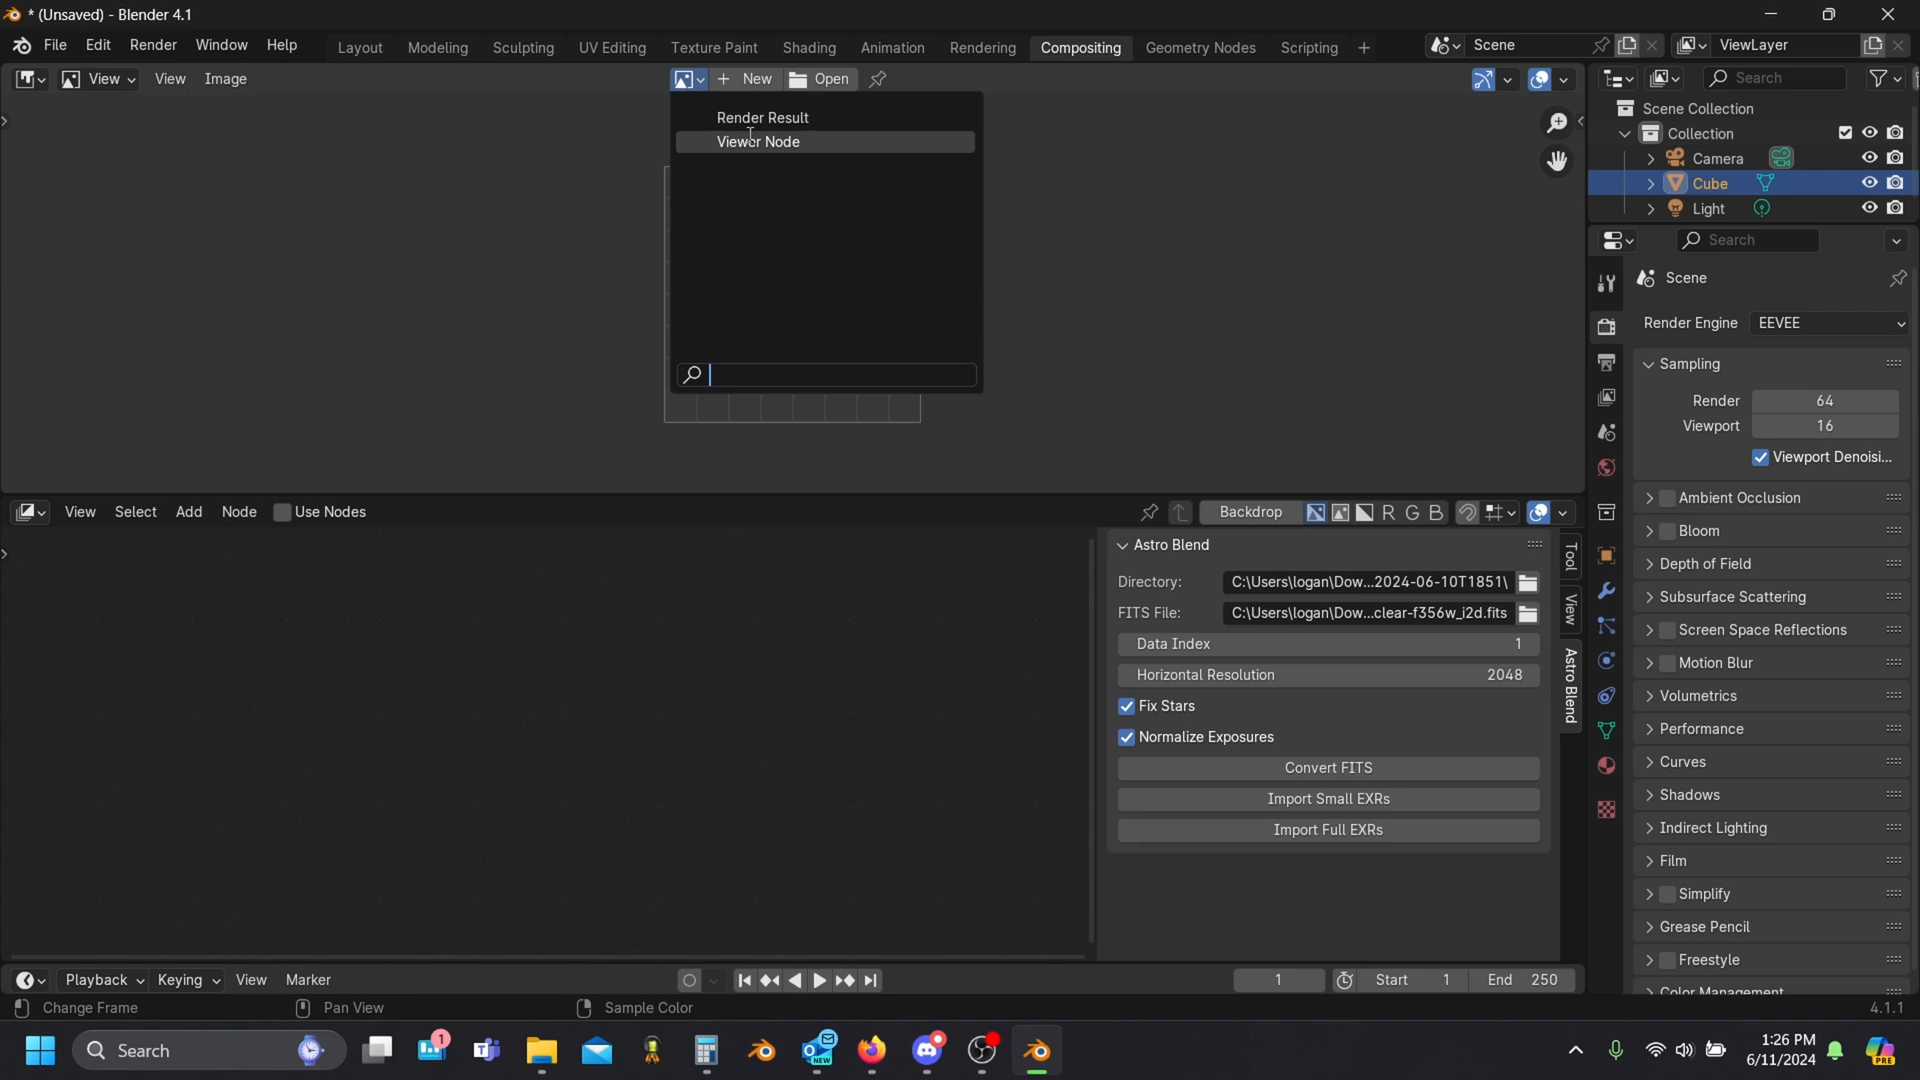 * (Unsaved) - Blender 4.1
File Edit Render Window Help Layout Modeling Sculpting UV Editing Texture Paint Shading Animation Rendering Compositing Geometry Nodes Scripting + Scene ViewLayer
View View Image New Open Search
Render Result
Viewer Node
Scene Collection
Collection
Camera
Cube
Light
Search
Scene
Render Engine EEVEE
Sampling
Render 64
Viewport 16
Viewport Denoisi...
Ambient Occlusion
Bloom
Depth of Field
Subsurface Scattering
Screen Space Reflections
Motion Blur
Volumetrics
Performance
Curves
Shadows
Indirect Lighting
Film
Simplify
Grease Pencil
Freestyle
Color Management
View Select Add Node Use Nodes Backdrop R G B
Astro Blend
Directory: C:\Users\logan\Dow...2024-06-10T1851\
FITS File: C:\Users\logan\Dow...clear-f356w_i2d.fits
Data Index 1
Horizontal Resolution 2048
Fix Stars
Normalize Exposures
Convert FITS
Import Small EXRs
Import Full EXRs
Tool
View
Astro Blend
Playback Keying View Marker 1 Start 1 End 250
Change Frame Pan View Sample Color 4.1.1
Search 1 NEW 1:26 PM
6/11/2024 PRE